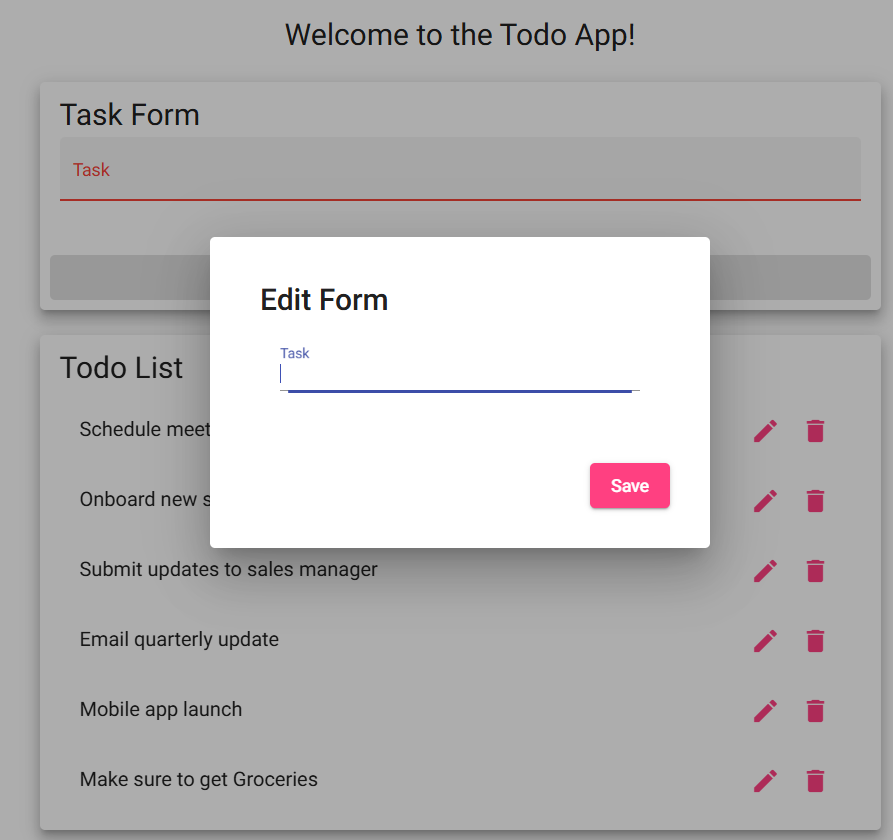 Welcome to the Todo App!
Task Form
Task
Edit Form
Task
Save
Todo List
Schedule meet
Onboard new s
Submit updates to sales manager
Email quarterly update
Mobile app launch
Make sure to get Groceries